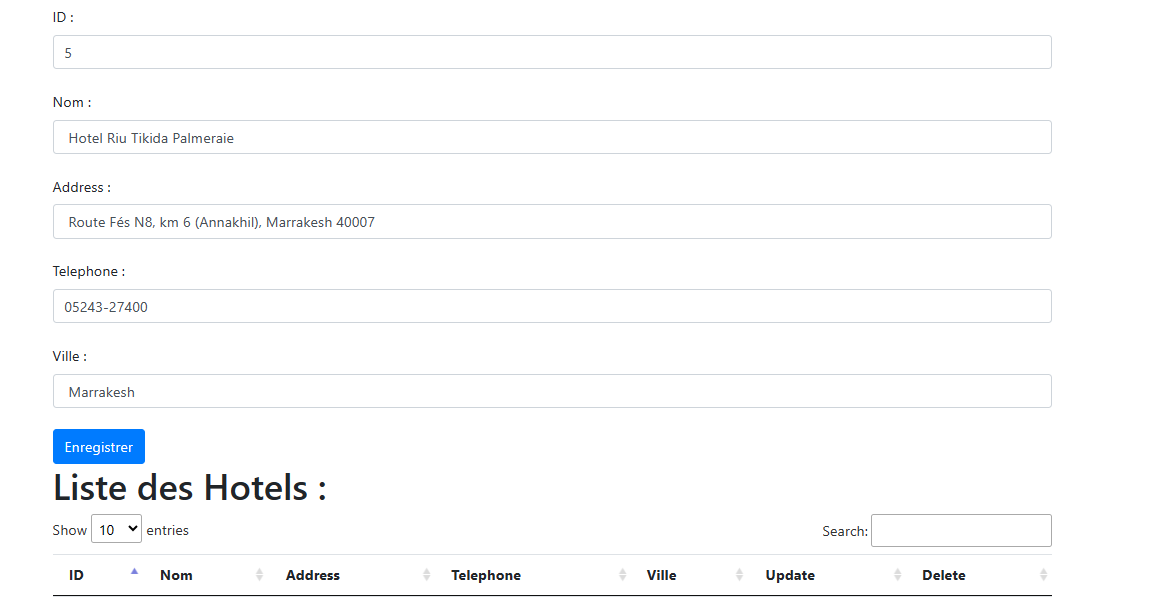 ID :
5
Nom :
Hotel Riu Tikida Palmeraie
Address :
Route Fés N8, km 6 (Annakhil), Marrakesh 40007
Telephone :
05243-27400
Ville :
Marrakesh
Enregistrer
Liste des Hotels :
Show 10 entries Search:
ID Nom Address Telephone Ville Update Delete